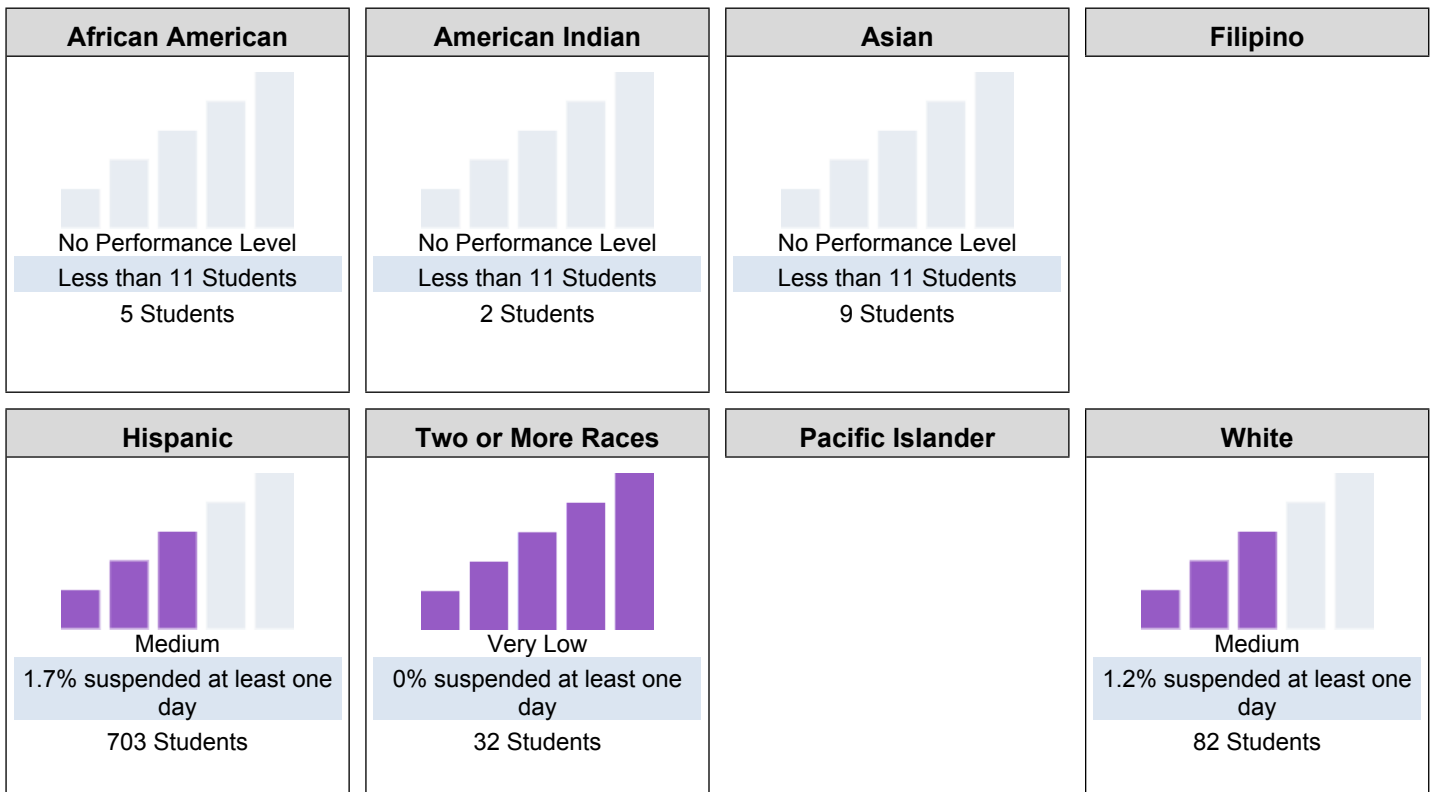 African American
No Performance Level
Less than 11 Students
5 Students
American Indian
No Performance Level
Less than 11 Students
2 Students
Asian
No Performance Level
Less than 11 Students
9 Students
Filipino
Hispanic
Medium
1.7% suspended at least one
day
703 Students
Two or More Races
Very Low
0% suspended at least one
day
32 Students
Pacific Islander
White
Medium
1.2% suspended at least one
day
82 Students